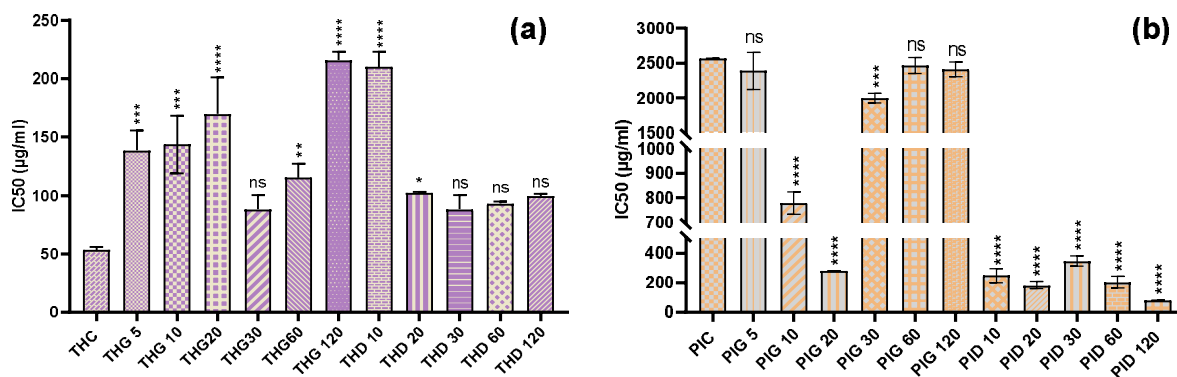 (a)
IC50 (µg/ml)
250
200
150
100
50
0
***
***
****
ns
**
****
****
*
ns
ns
ns
THC
THG 5
THG 10
THG20
THG30
THG60
THG 120
THD 10
THD 20
THD 30
THD 60
THD 120
(b)
IC50 (µg/ml)
3000
2500
2000
1500
1000
900
800
700
400
200
0
ns
****
****
***
ns
ns
****
****
****
****
****
PIC
PIG 5
PIG 10
PIG 20
PIG 30
PIG 60
PIG 120
PID 10
PID 20
PID 30
PID 60
PID 120